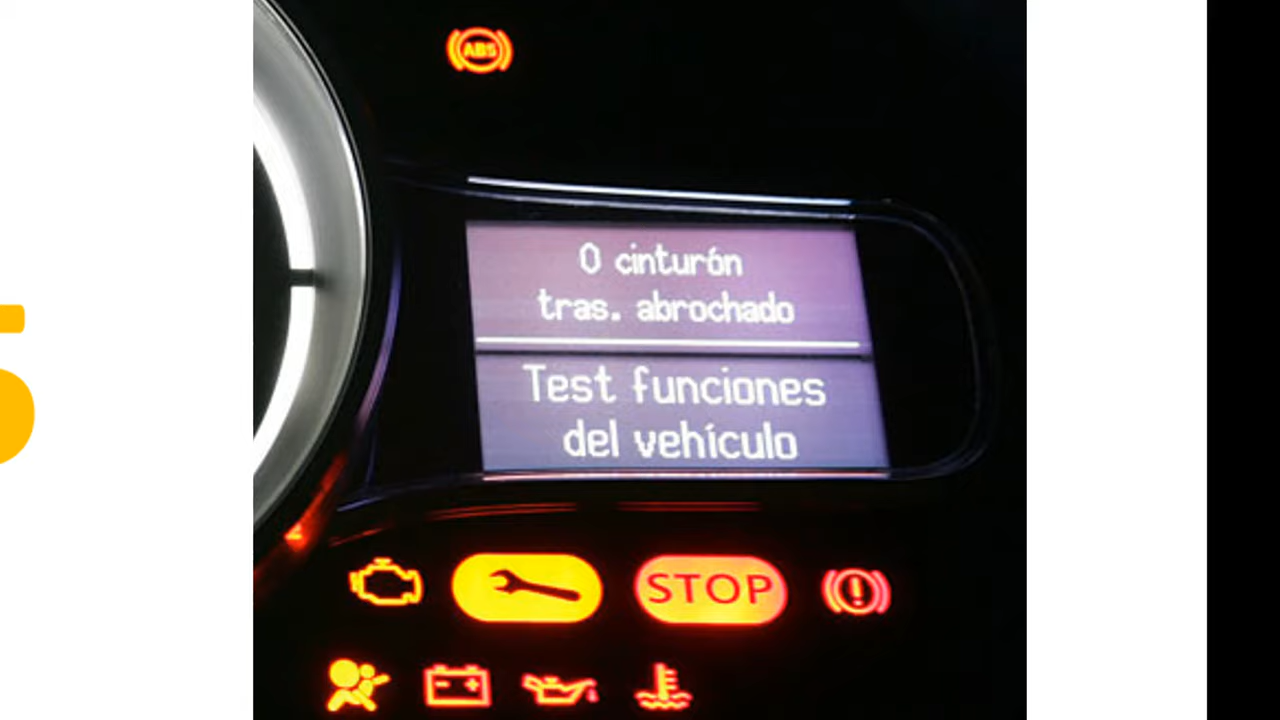 ABS
0 cinturón
tras. abrochado
Test funciones
del vehículo
STOP